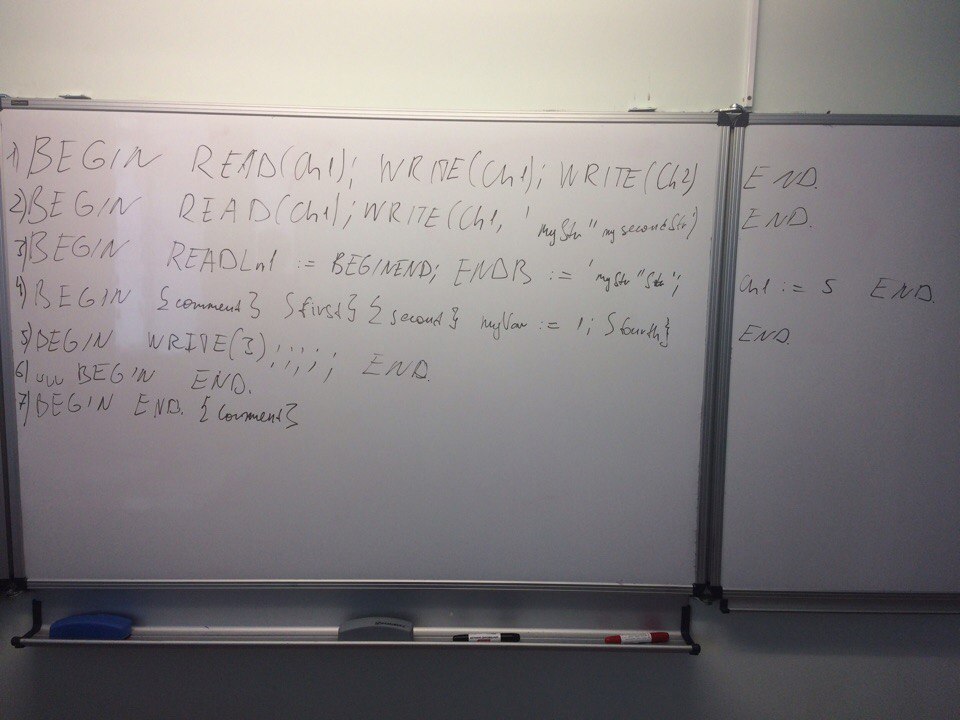 1) BEGIN READ(Ch1); WRITE(Ch1); WRITE(Ch2) END.
2) BEGIN READ(Ch1); WRITE(Ch1, 'myStr''mysecondStr') END.
3) BEGIN READLn1 := BEGINEND; ENDB := 'myStr''Str'; Ch1 := 5 END.
4) BEGIN {comment} {first} {second} myVar := 1; {fourth} END.
5) BEGIN WRITE(3);;;;; END.
6) ␣␣␣ BEGIN END.
7) BEGIN END. {comment}